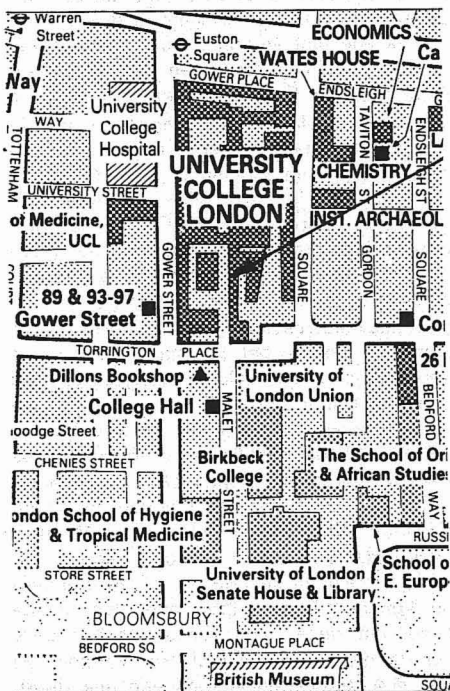 Warren
Street
Euston
Square
ECONOMICS
WATES HOUSE
Ca
GOWER PLACE
ENDSLEIGH
Way
University
College
Hospital
WAY
TOTTENHAM
UNIVERSITY
COLLEGE
LONDON
TAVITON S
ENDSLEIGH ST
CHEMISTRY
UNIVERSITY STREET
INST. ARCHAEOL
of Medicine,
UCL
GOWER STREET
SQUARE
GORDON
SQUARE
COURT
89 & 93-97
Gower Street
Co
TORRINGTON PLACE
26
Dillons Bookshop
University of
London Union
College Hall
MALET
STREET
BEDFORD
WAY
oodge Street
CHENIES STREET
Birkbeck
College
The School of Ori
& African Studies
ondon School of Hygiene
& Tropical Medicine
RUSSI
STORE STREET
University of London
Senate House & Library
School o
E. Europ
BLOOMSBURY
BEDFORD SQ
MONTAGUE PLACE
British Museum
SQUA